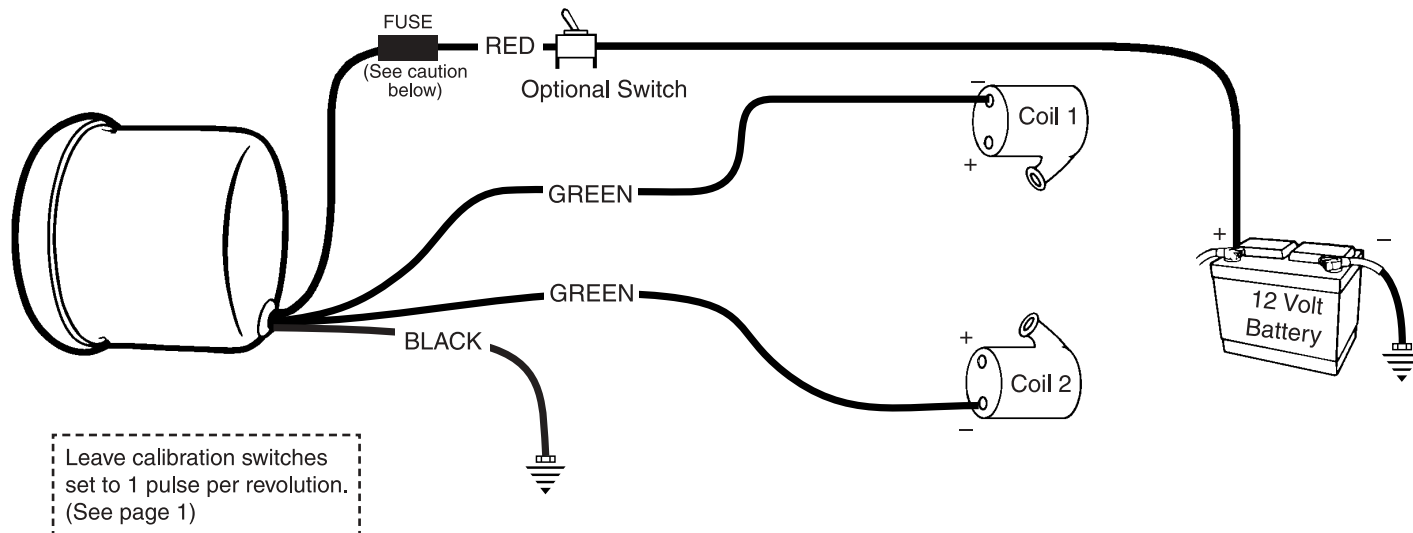 FUSE
(See caution
below)
RED
Optional Switch
−
Coil 1
+
GREEN
GREEN
BLACK
+
Coil 2
−
+
−
12 Volt
Battery
Leave calibration switches
set to 1 pulse per revolution.
(See page 1)